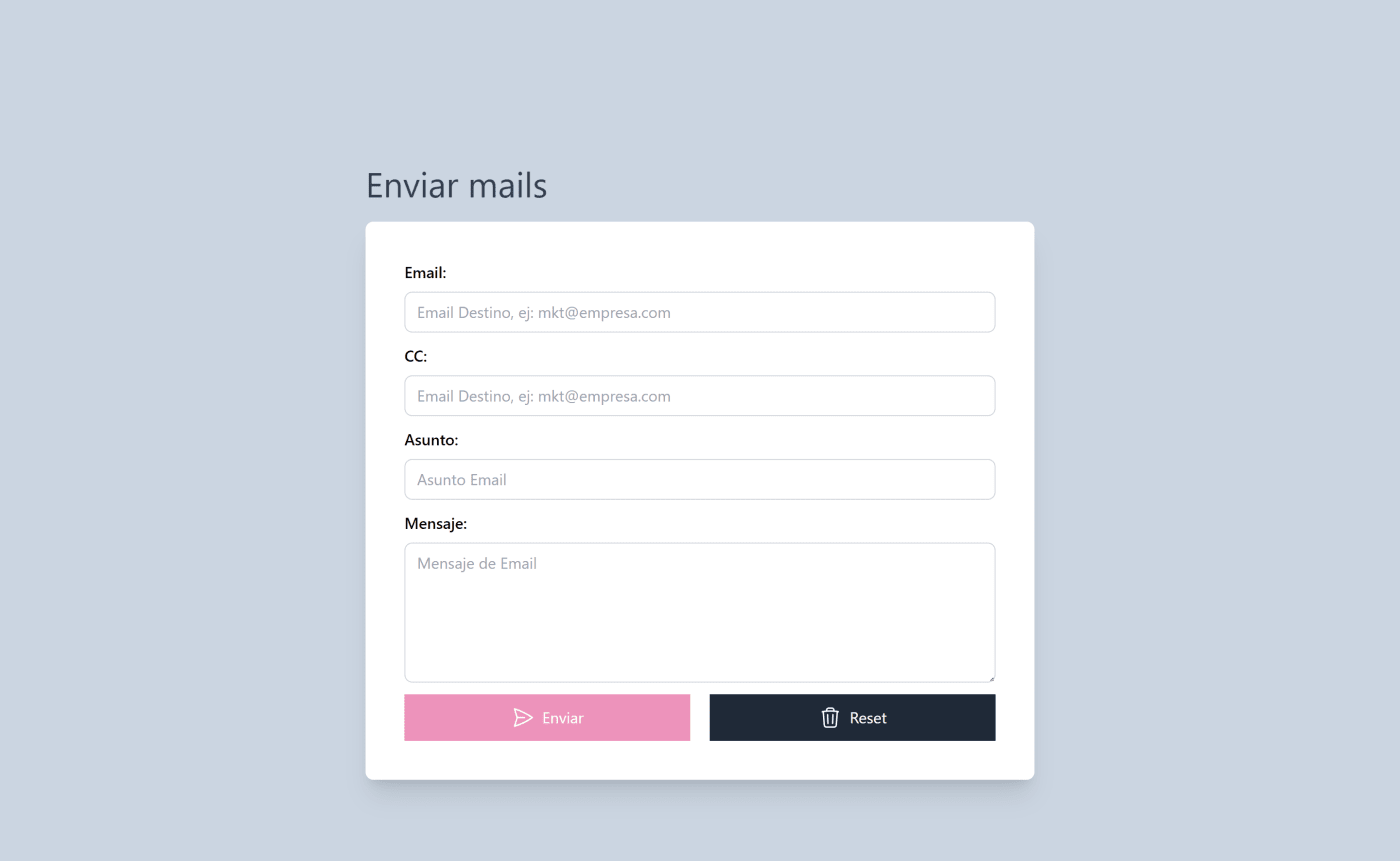 Enviar mails
Email:
Email Destino, ej: mkt@empresa.com
CC:
Email Destino, ej: mkt@empresa.com
Asunto:
Asunto Email
Mensaje:
Mensaje de Email
Enviar
Reset